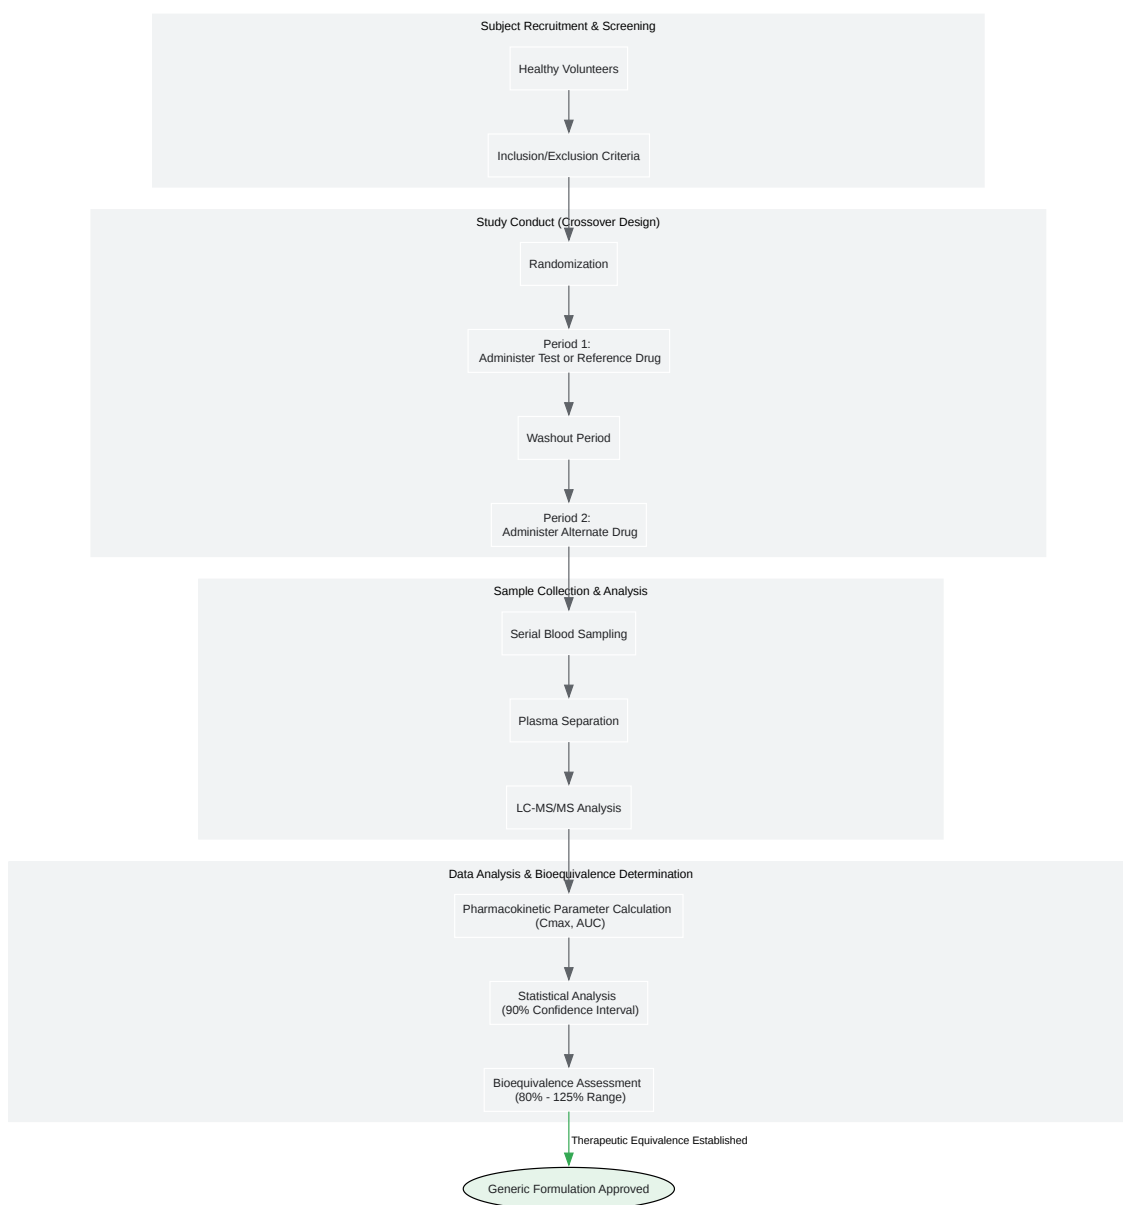 Subject Recruitment & Screening
Healthy Volunteers
Inclusion/Exclusion Criteria
Study Conduct (Crossover Design)
Randomization
Period 1:
Administer Test or Reference Drug
Washout Period
Period 2:
Administer Alternate Drug
Sample Collection & Analysis
Serial Blood Sampling
Plasma Separation
LC-MS/MS Analysis
Data Analysis & Bioequivalence Determination
Pharmacokinetic Parameter Calculation
(Cmax, AUC)
Statistical Analysis
(90% Confidence Interval)
Bioequivalence Assessment
(80% - 125% Range)
Therapeutic Equivalence Established
Generic Formulation Approved